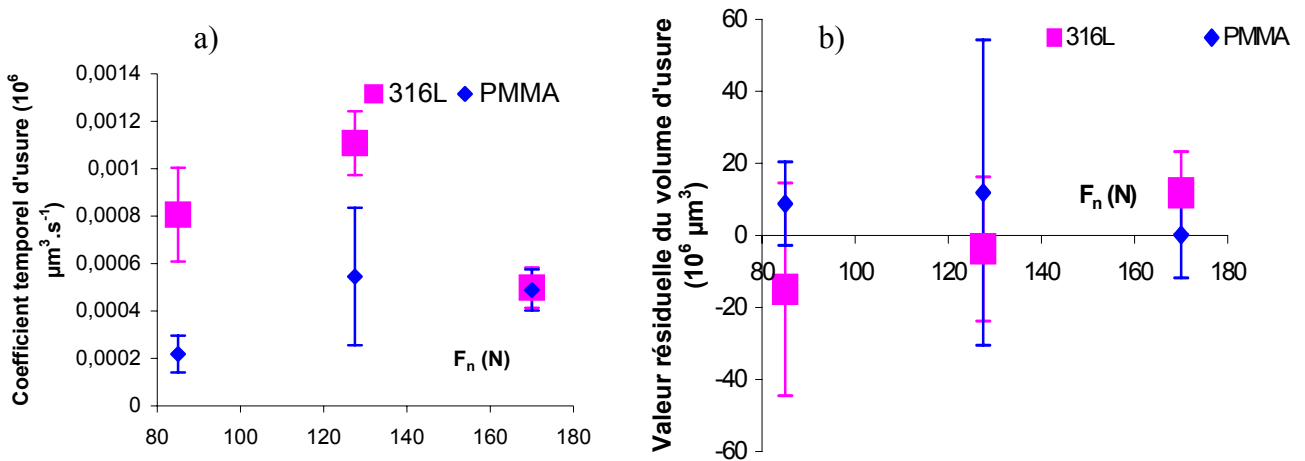 a)
316L PMMA
Coefficient temporel d'usure (10⁶
µm³.s⁻¹)
0,0014
0,0012
0,001
0,0008
0,0006
0,0004
0,0002
0
Fₙ (N)
80 100 120 140 160 180
b)
316L PMMA
Valeur résiduelle du volume d'usure
(10⁶ µm³)
60
40
20
0
-20
-40
-60
Fₙ (N)
80 100 120 140 160 180